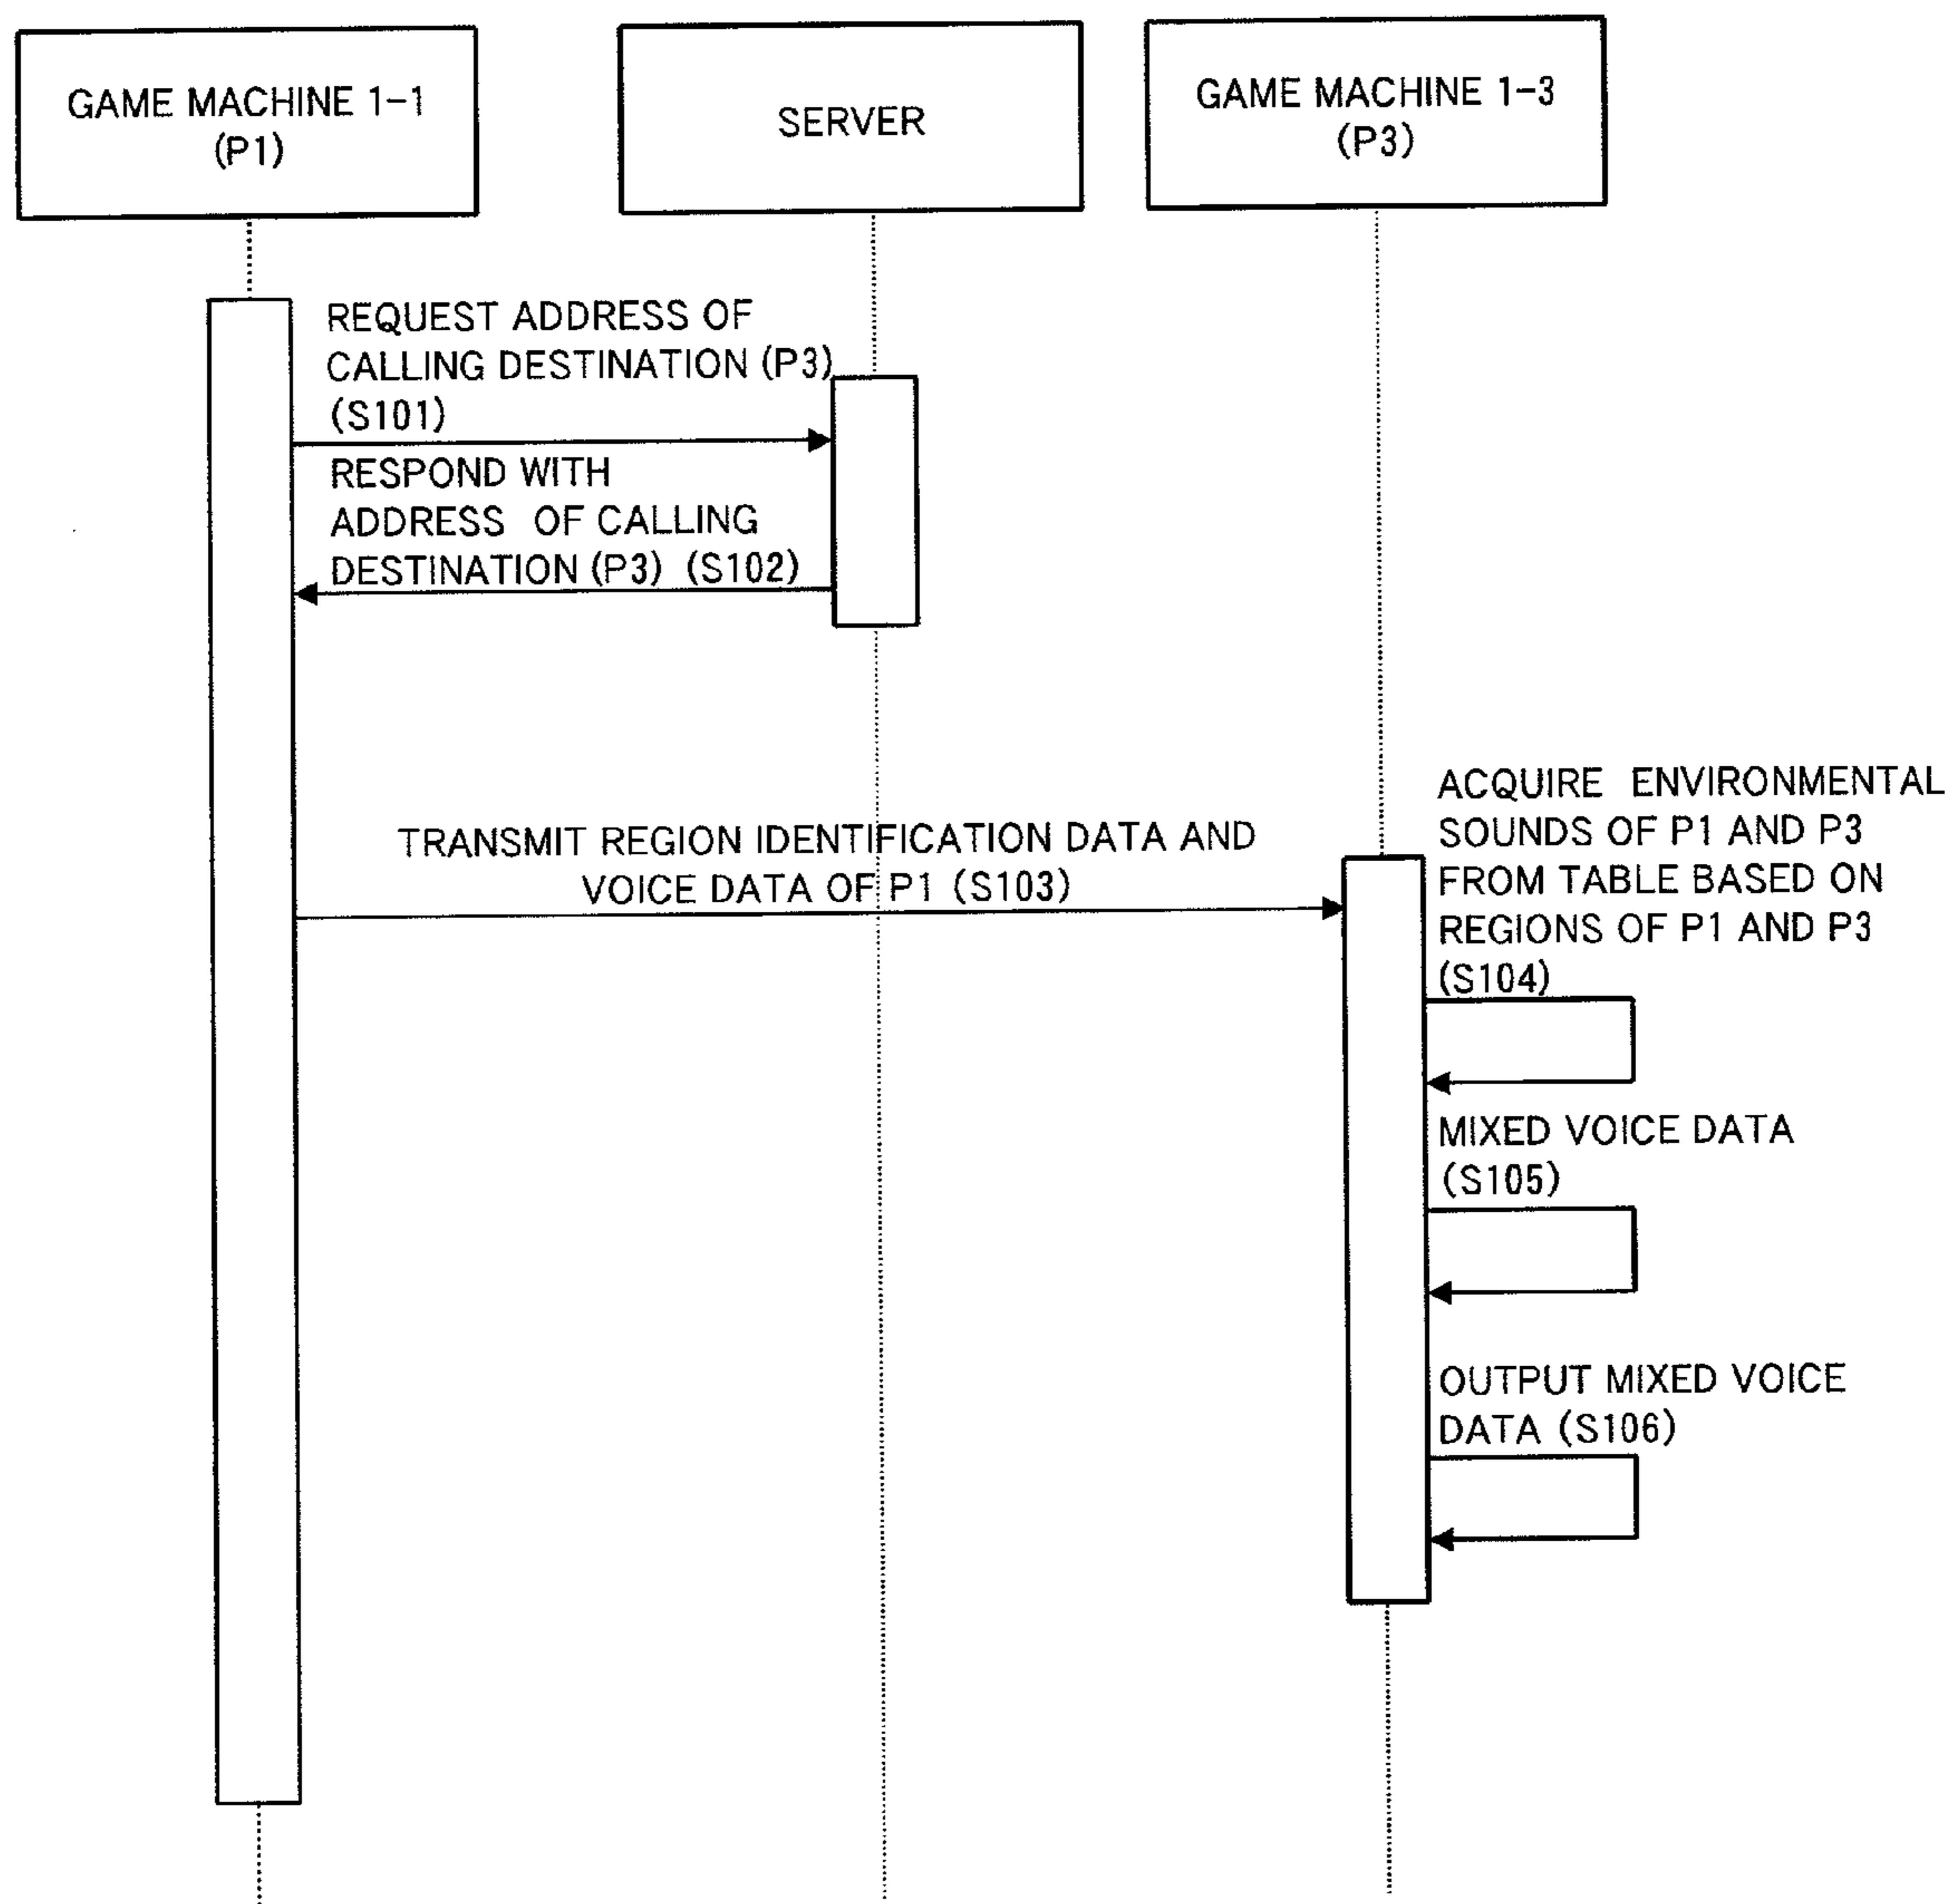 GAME MACHINE 1-1
(P1)
SERVER
GAME MACHINE 1-3
(P3)
REQUEST ADDRESS OF
CALLING DESTINATION (P3)
(S101)
RESPOND WITH
ADDRESS OF CALLING
DESTINATION (P3) (S102)
TRANSMIT REGION IDENTIFICATION DATA AND
VOICE DATA OF P1 (S103)
ACQUIRE ENVIRONMENTAL
SOUNDS OF P1 AND P3
FROM TABLE BASED ON
REGIONS OF P1 AND P3
(S104)
MIXED VOICE DATA
(S105)
OUTPUT MIXED VOICE
DATA (S106)